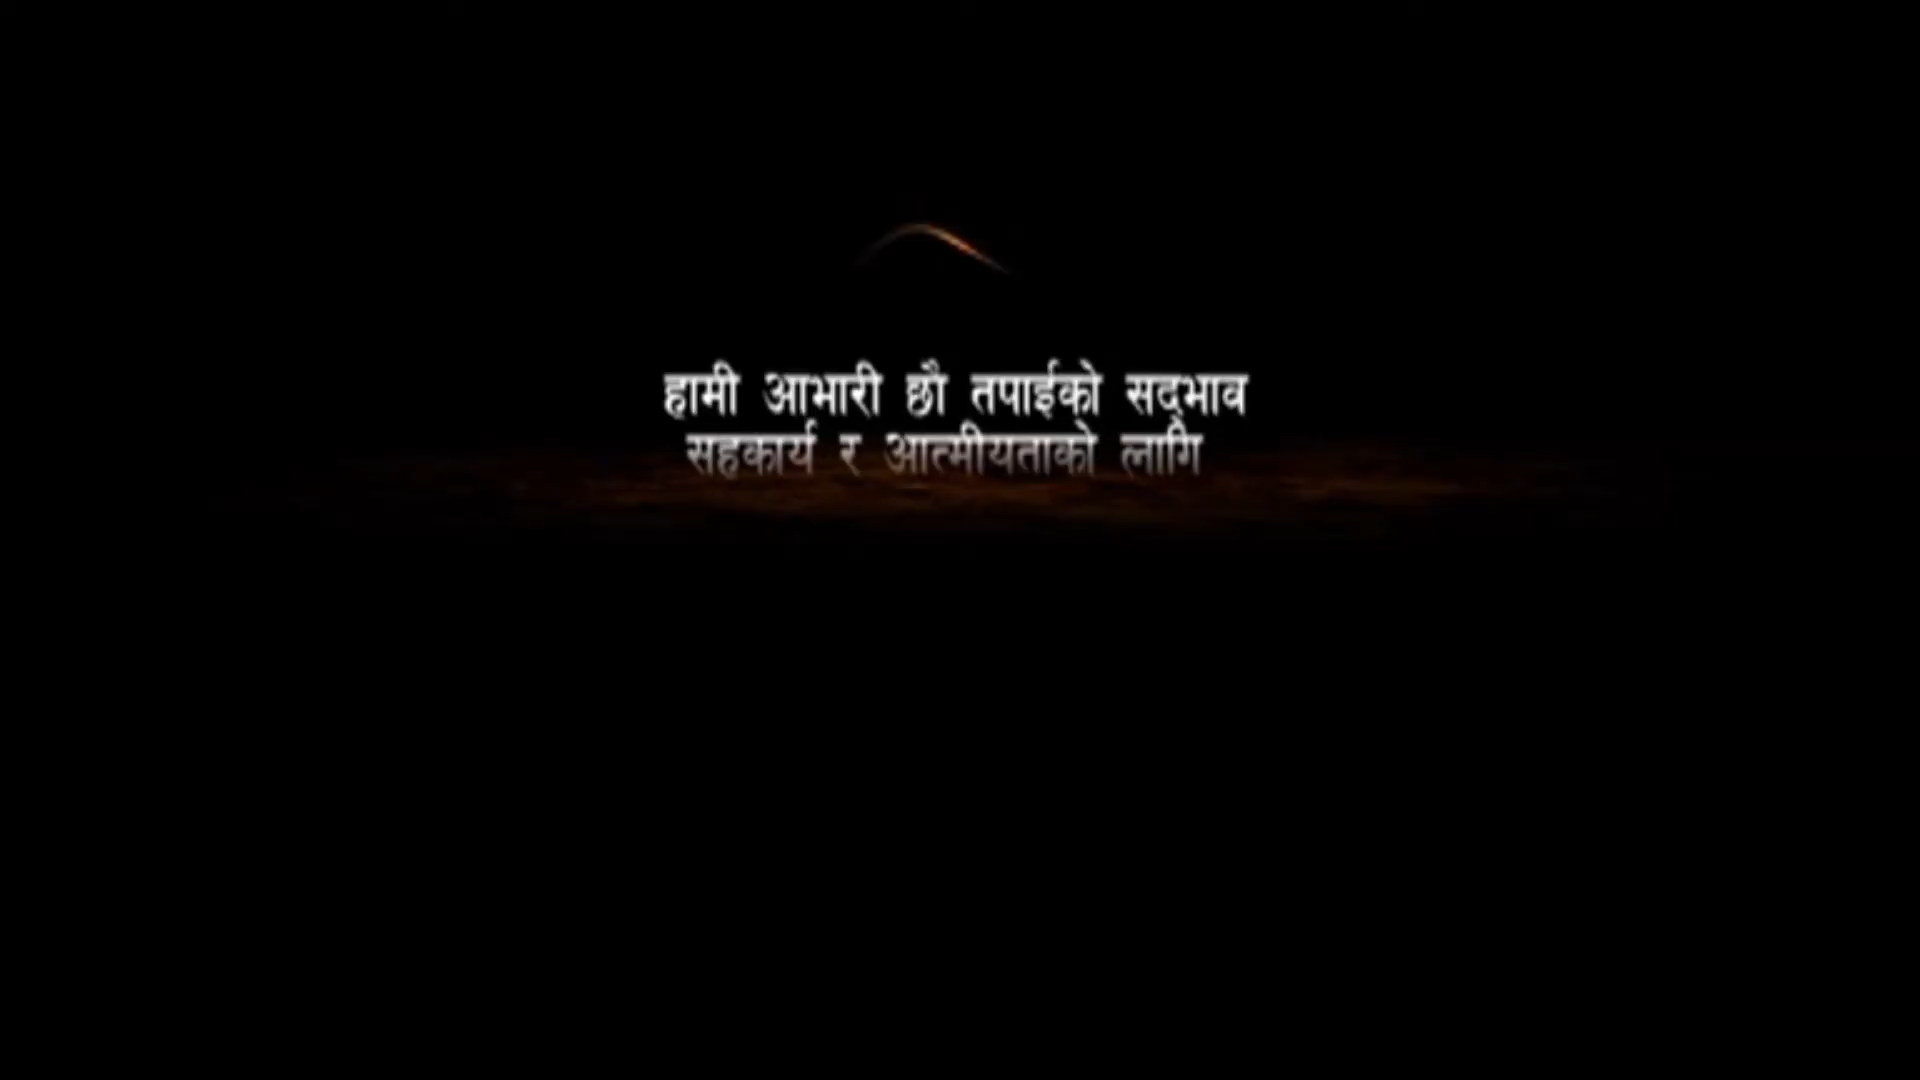 हामी आभारी छौ तपाईको सद्भाव
सहकार्य र आत्मीयताको लागि